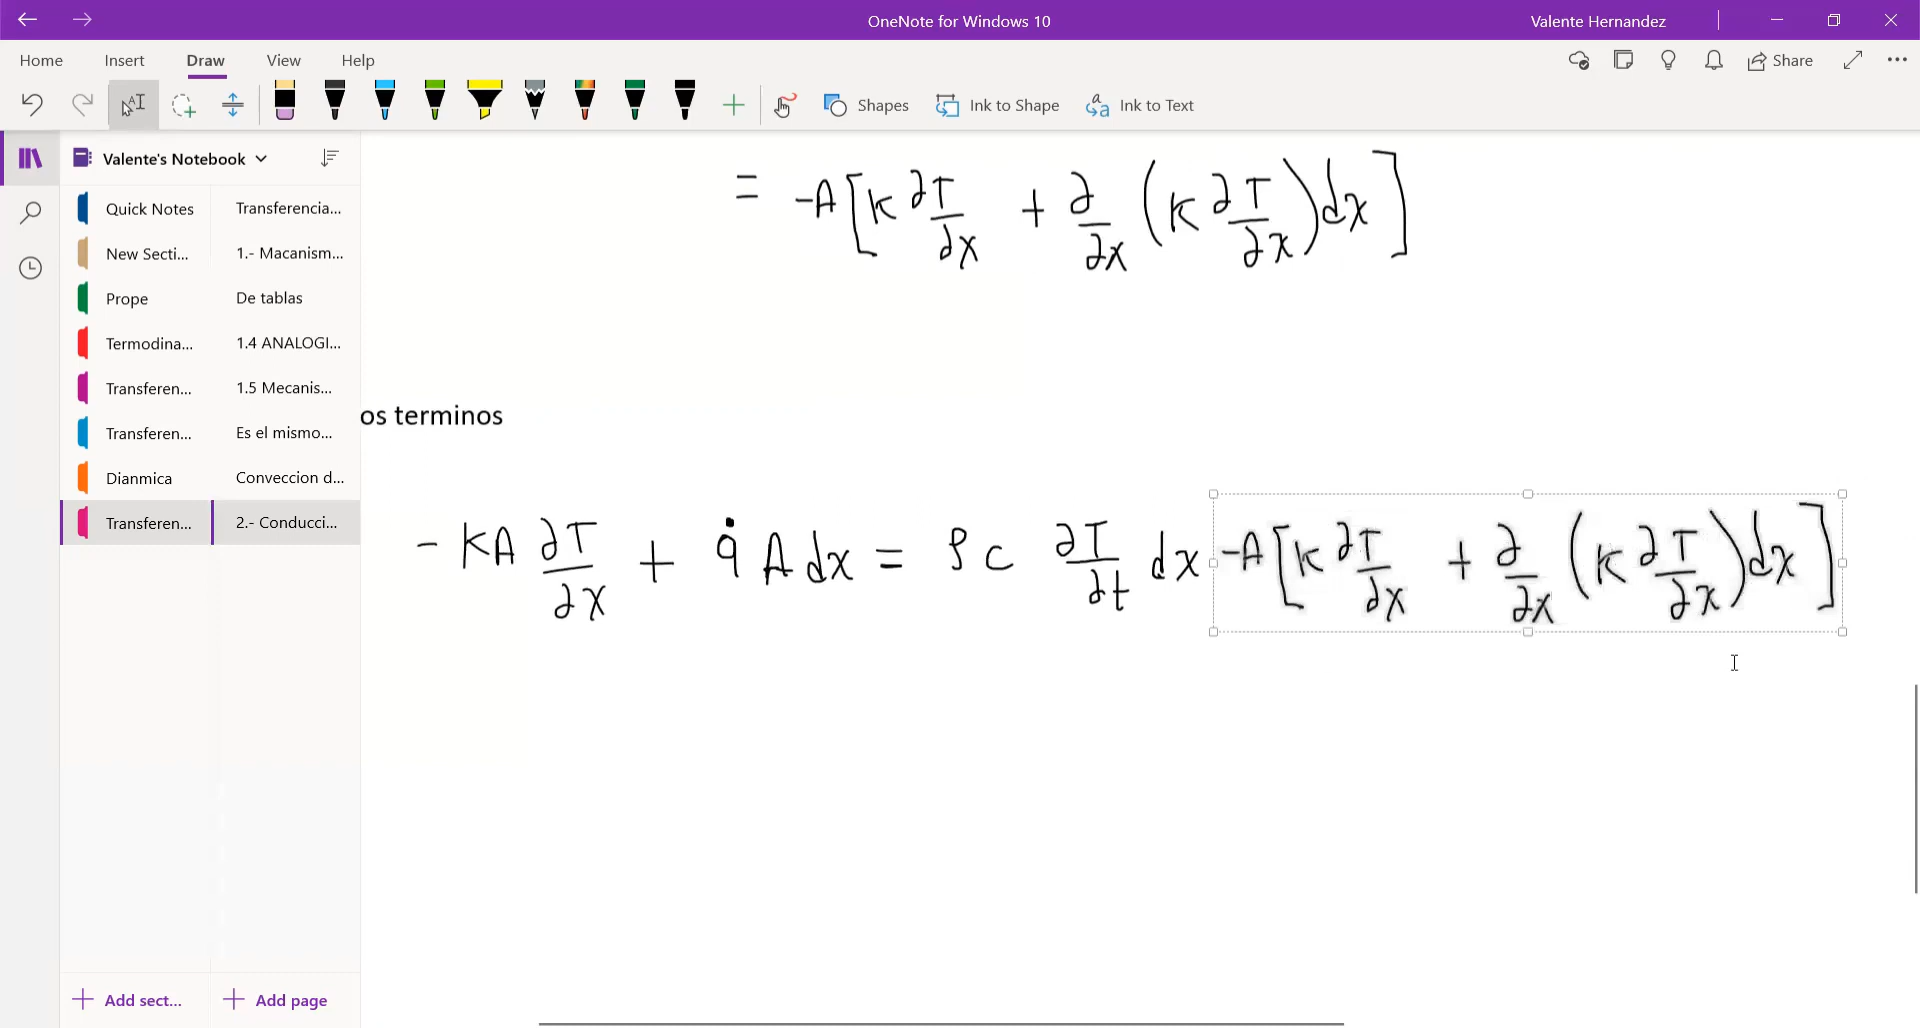 OneNote for Windows 10
Valente Hernandez
Home Insert Draw View Help
Share
Shapes Ink to Shape Ink to Text
Valente's Notebook
Quick Notes
New Secti...
Prope
Termodina...
Transferen...
Transferen...
Dianmica
Transferen...
Transferencia...
1.- Macanism...
De tablas
1.4 ANALOGI...
1.5 Mecanis...
Es el mismo...
Conveccion d...
2.- Conducci...
Add sect...
Add page
= -A[K ∂T/∂x + ∂/∂x (K ∂T/∂x)dx]
os terminos
- KA ∂T/∂x + q̇ A dx = ρ c ∂T/∂t dx -A[K ∂T/∂x + ∂/∂x (K ∂T/∂x)dx]